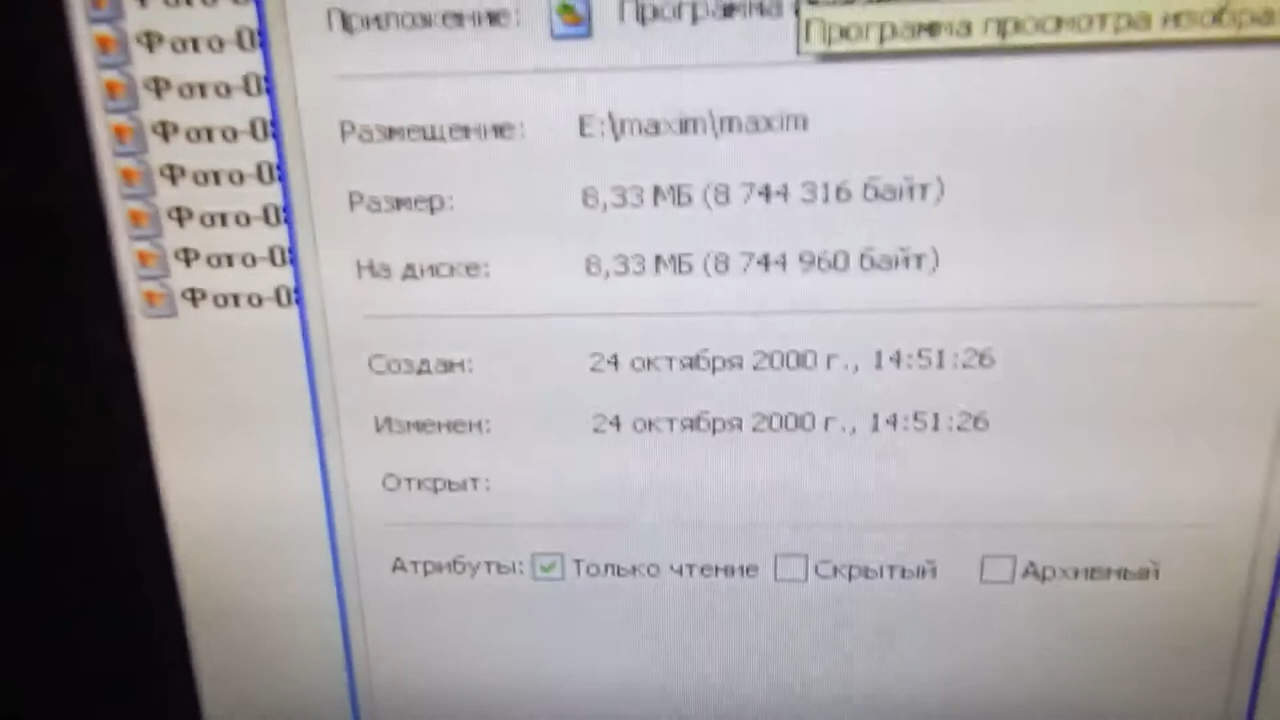 Фото-0
Фото-0
Фото-0
Фото-0
Фото-0
Фото-0
Фото-0
Приложение: Программа
Программа просмотра изобра
Размещение: E:\maxim\maxim
Размер: 8,33 МБ (8 744 316 байт)
На диске: 8,33 МБ (8 744 960 байт)
Создан: 24 октября 2000 г., 14:51:26
Изменен: 24 октября 2000 г., 14:51:26
Открыт:
Атрибуты: Только чтение Скрытый Архивный